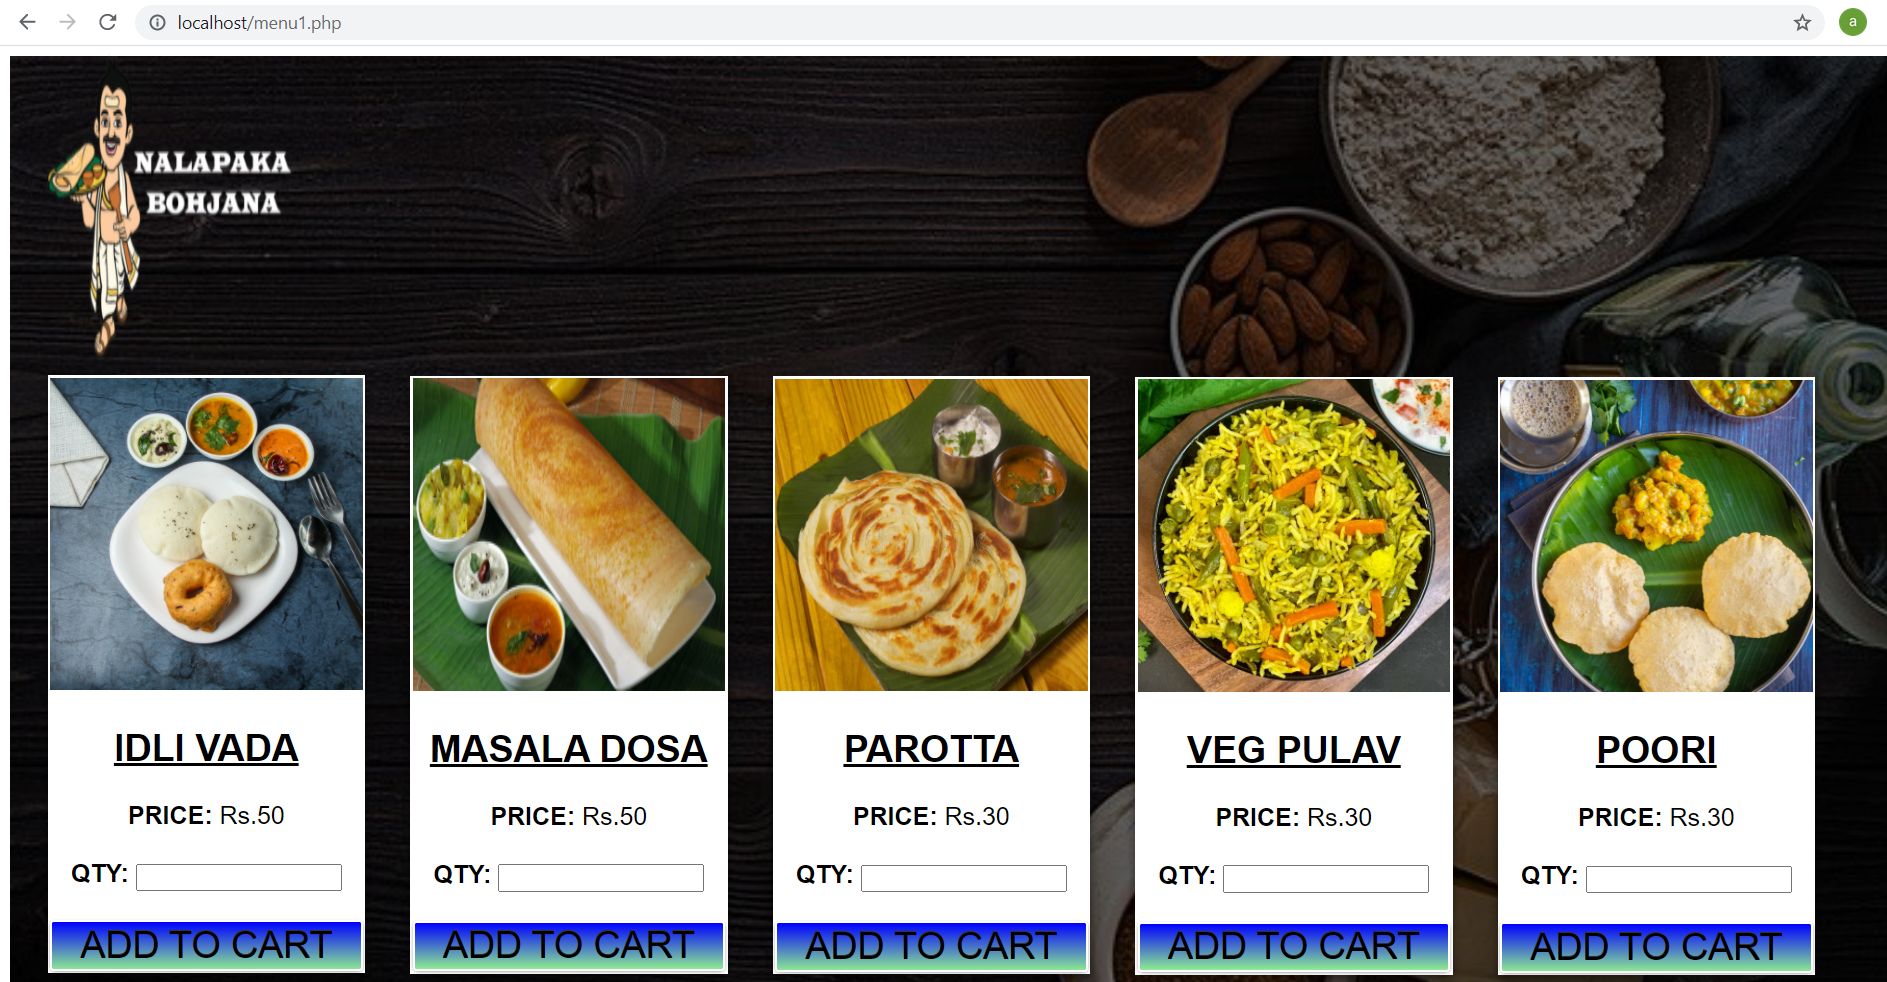 localhost/menu1.php
a
NALAPAKA
BOHJANA
IDLI VADA
PRICE: Rs.50
QTY:
ADD TO CART
MASALA DOSA
PRICE: Rs.50
QTY:
ADD TO CART
PAROTTA
PRICE: Rs.30
QTY:
ADD TO CART
VEG PULAV
PRICE: Rs.30
QTY:
ADD TO CART
POORI
PRICE: Rs.30
QTY:
ADD TO CART